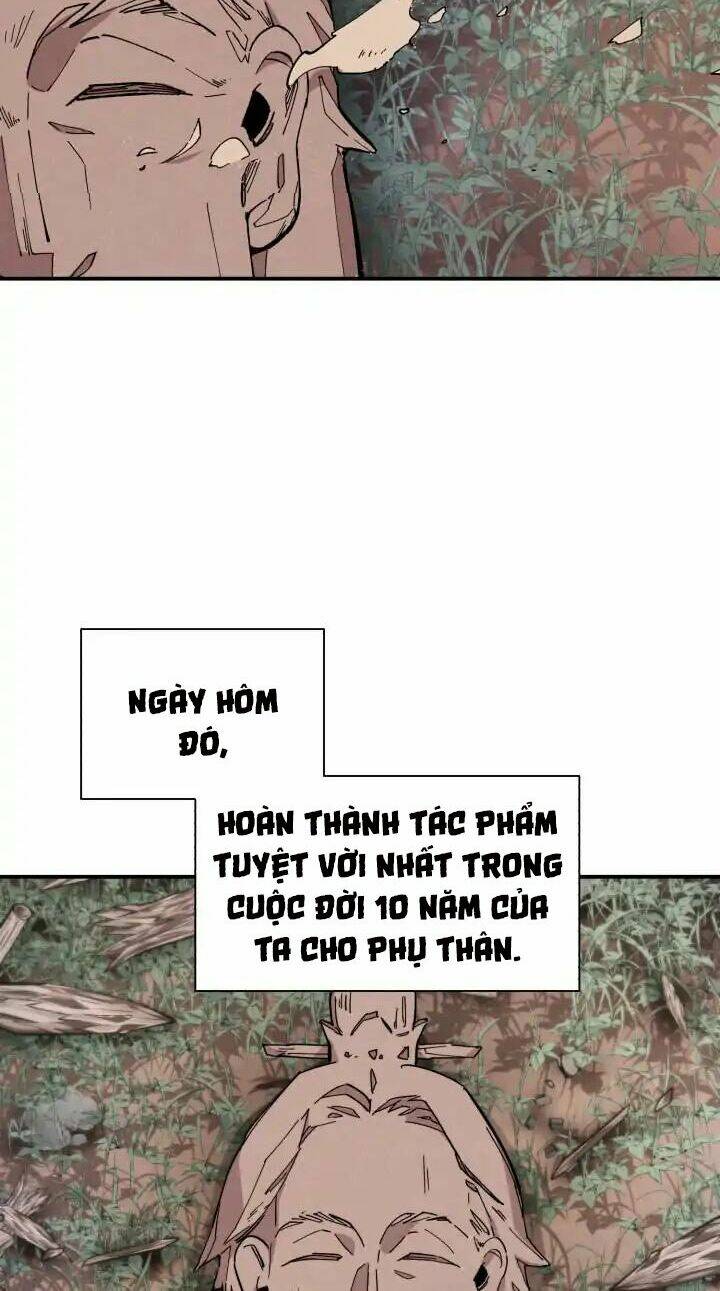 NGÀY HÔM
ĐÓ,
HOÀN THÀNH TÁC PHẨM
TUYỆT VỜI NHẤT TRONG
CUỘC ĐỜI 10 NĂM CỦA
TA CHO PHỤ THÂN.